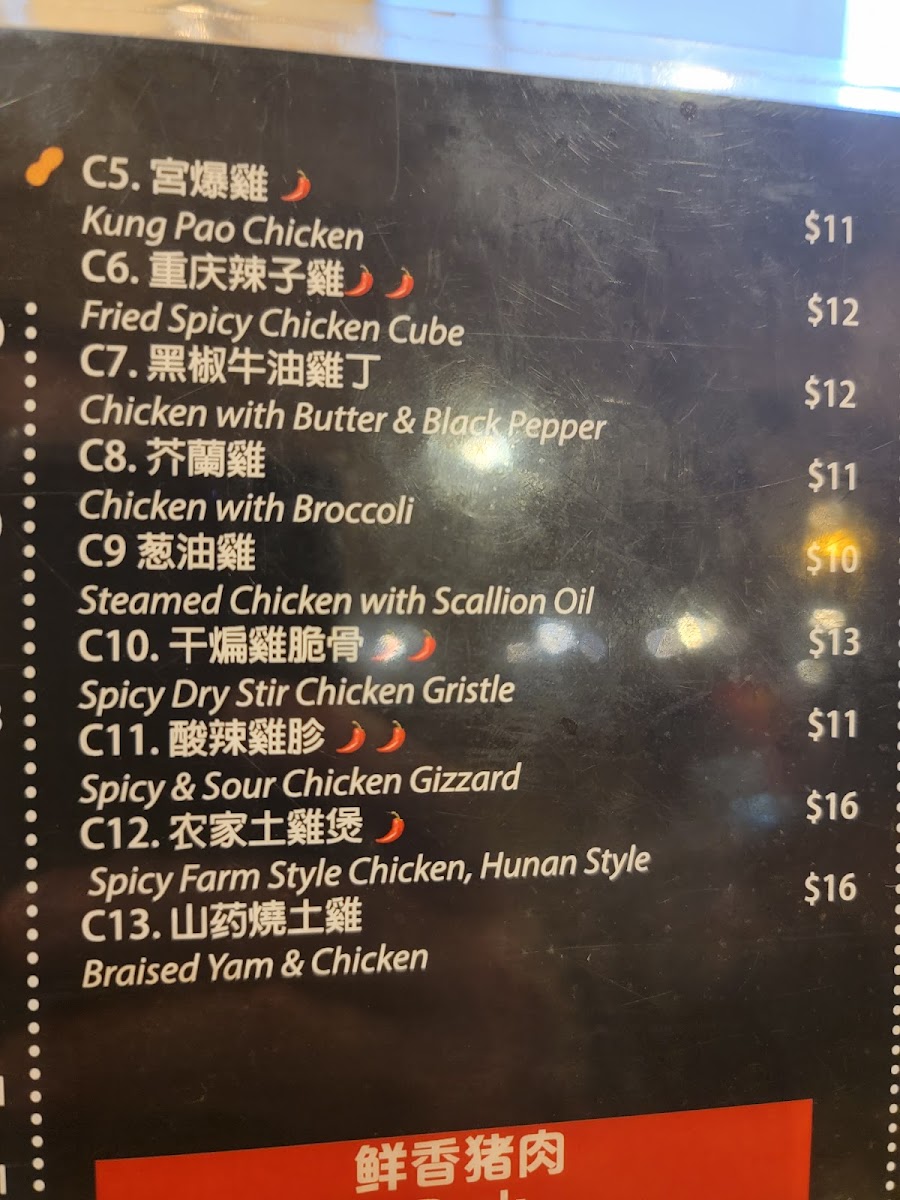 C5. 宮爆雞
Kung Pao Chicken $11
C6. 重庆辣子雞
Fried Spicy Chicken Cube $12
C7. 黑椒牛油雞丁
Chicken with Butter & Black Pepper $12
C8. 芥蘭雞
Chicken with Broccoli $11
C9 葱油雞
Steamed Chicken with Scallion Oil $10
C10. 干煸雞脆骨
Spicy Dry Stir Chicken Gristle $13
C11. 酸辣雞胗
Spicy & Sour Chicken Gizzard $11
C12. 农家土雞煲
Spicy Farm Style Chicken, Hunan Style $16
C13. 山药燒土雞
Braised Yam & Chicken $16
鲜香猪肉